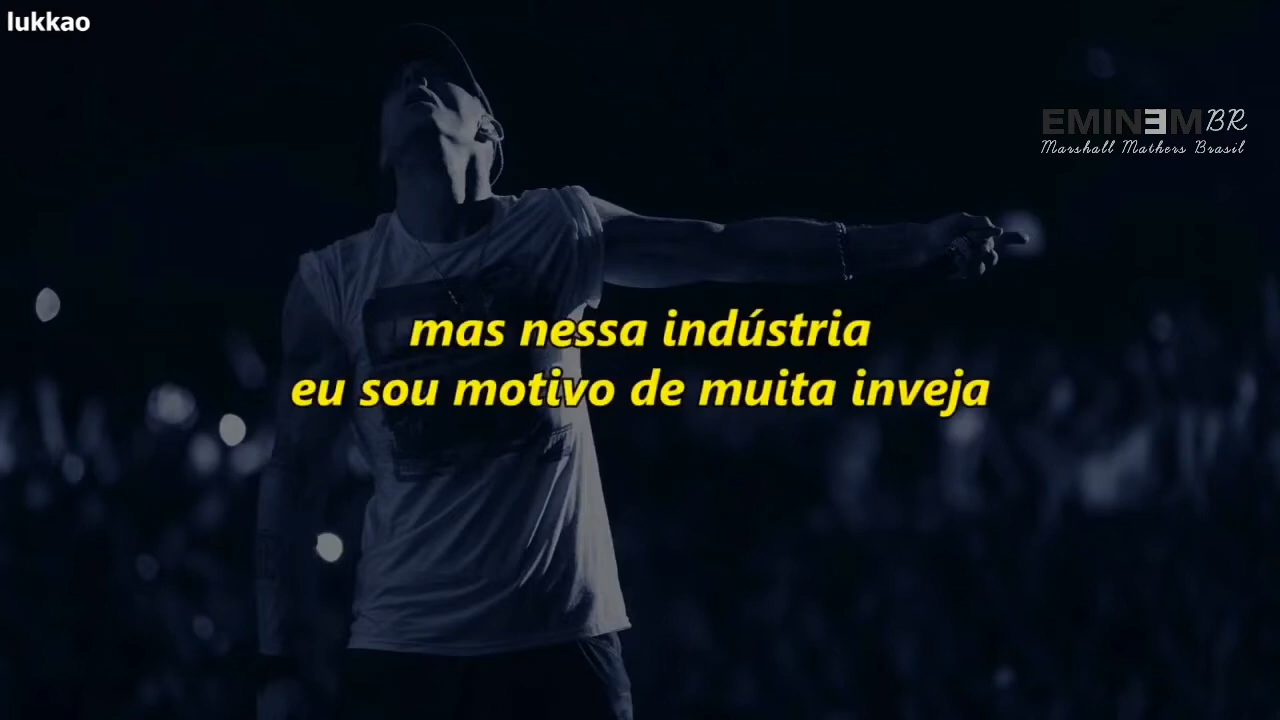 lukkao
EMINEMBR
Marshall Mathers Brasil
mas nessa indústria
eu sou motivo de muita inveja